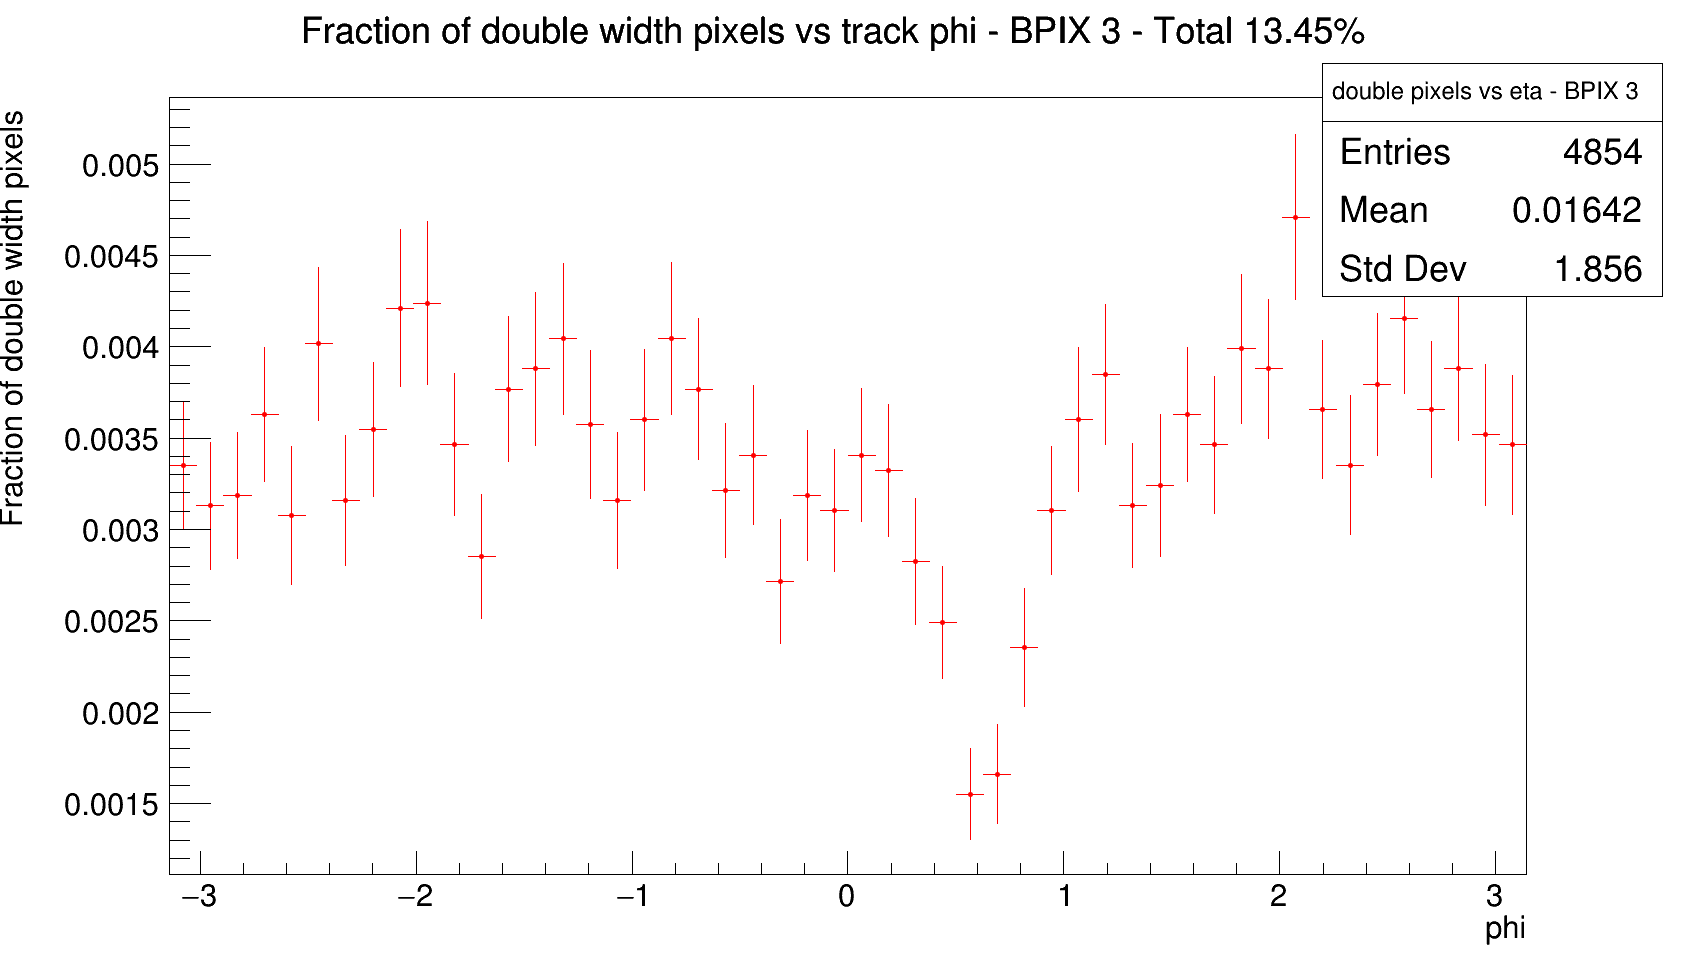 Fraction of double width pixels vs track phi - BPIX 3 - Total 13.45%
double pixels vs eta - BPIX 3
Entries 4854
Mean 0.01642
Std Dev 1.856
Fraction of double width pixels
0.005
0.0045
0.004
0.0035
0.003
0.0025
0.002
0.0015
−3 −2 −1 0 1 2 3
phi